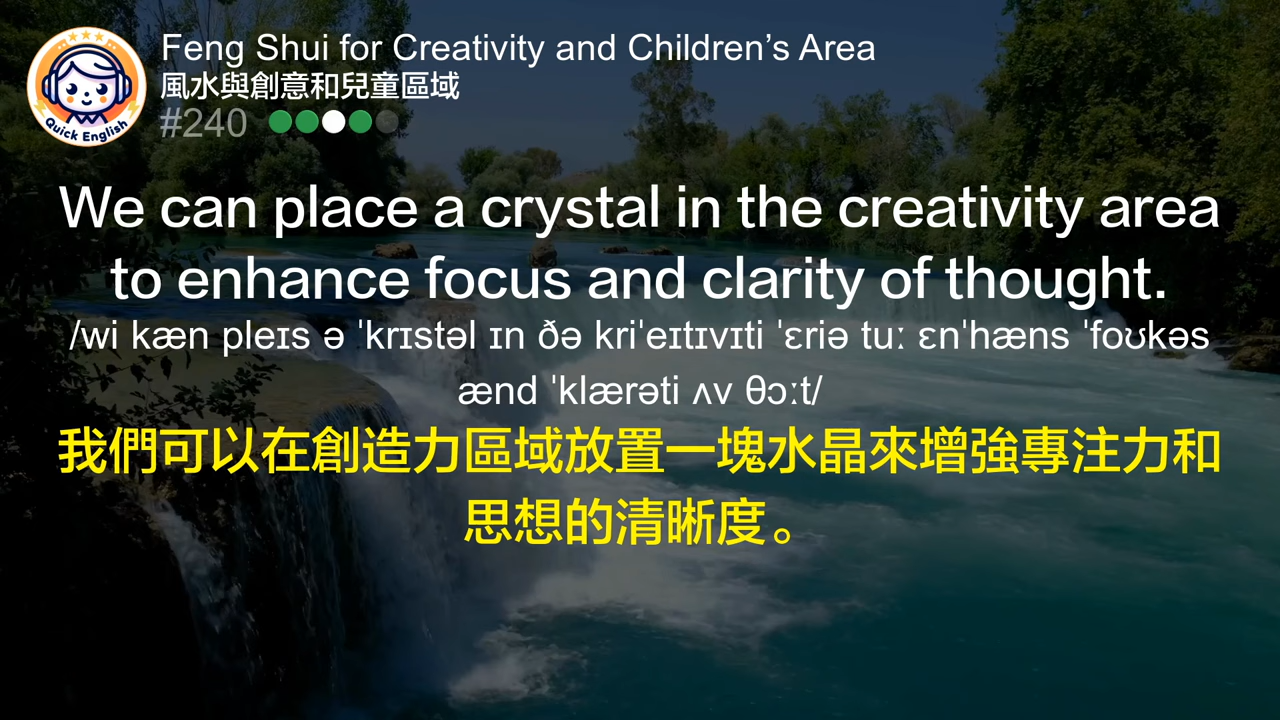 Feng Shui for Creativity and Children’s Area
風水與創意和兒童區域
#240
Quick English
We can place a crystal in the creativity area
to enhance focus and clarity of thought.
/wi kæn pleɪs ə ˈkrɪstəl ɪn ðə kriˈeɪtɪvɪti ˈɛriə tuː ɛnˈhæns ˈfoʊkəs
ænd ˈklærəti ʌv θɔːt/
我們可以在創造力區域放置一塊水晶來增強專注力和
思想的清晰度。